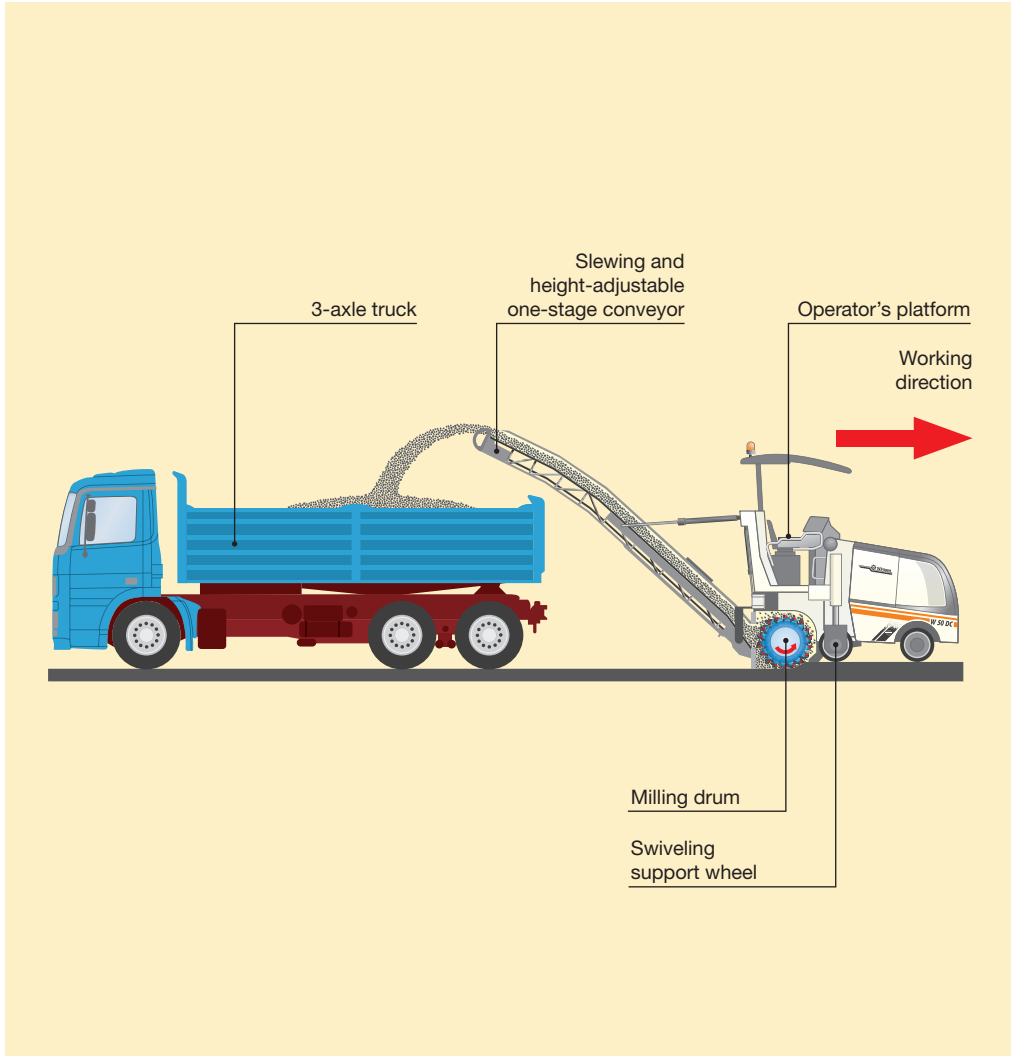 Slewing and
height-adjustable
one-stage conveyor
3-axle truck
Operator's platform
Working
direction
W 50 DC
Milling drum
Swiveling
support wheel